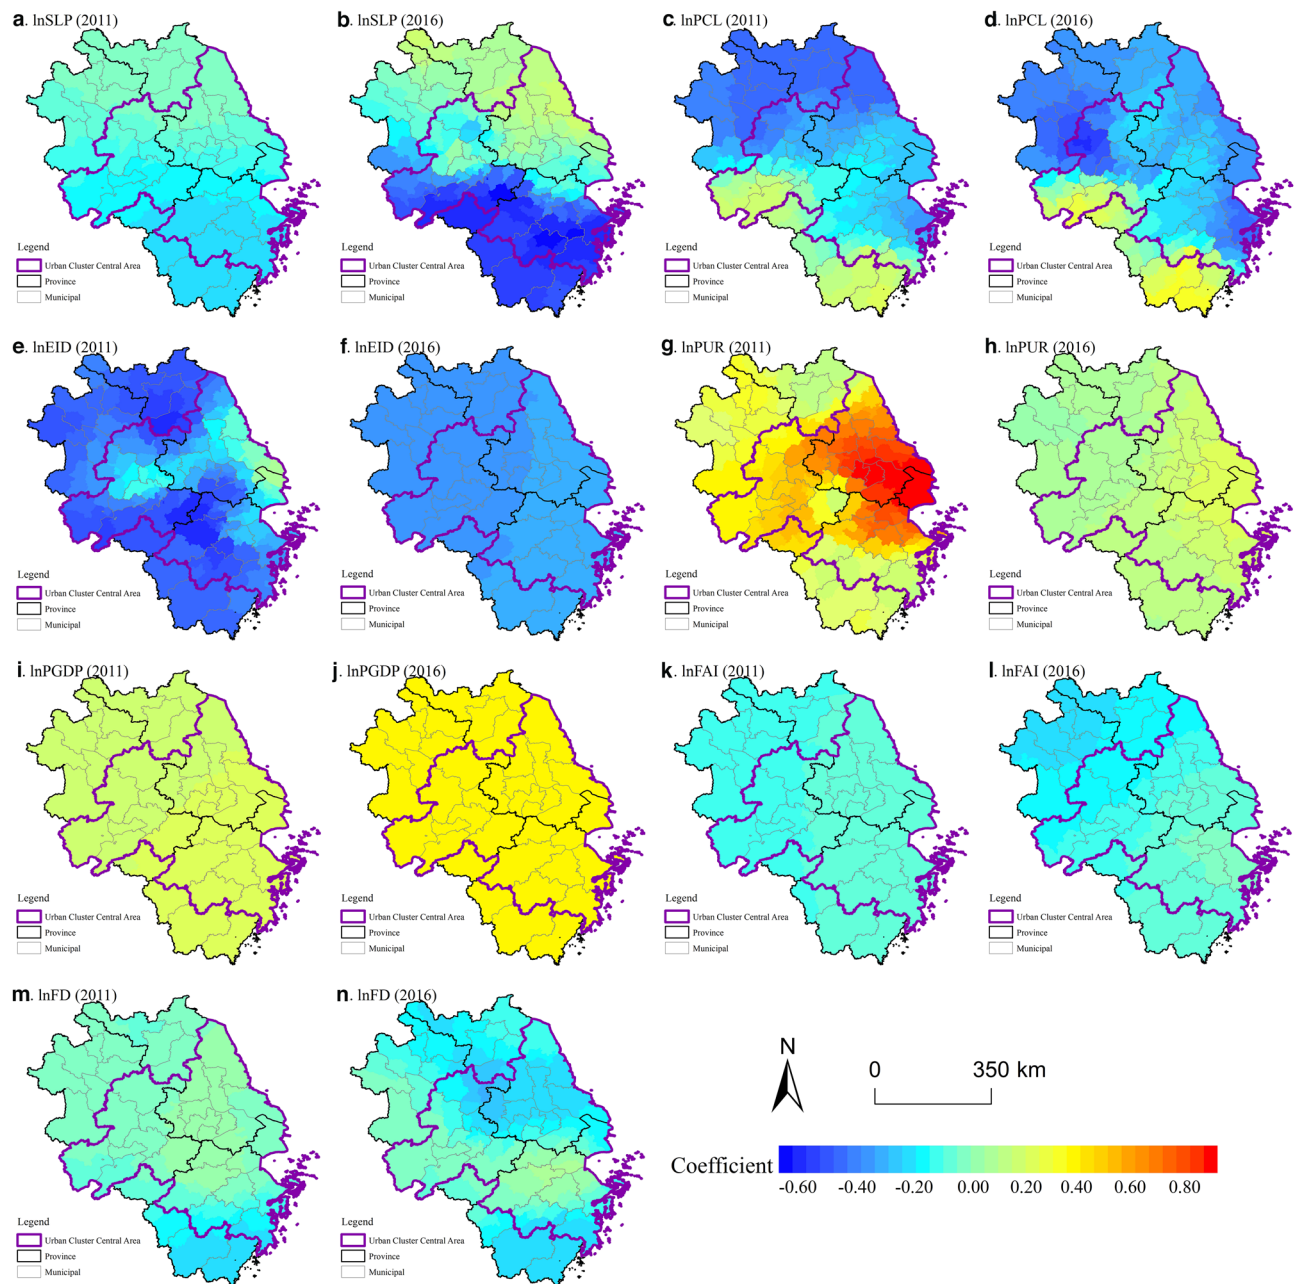 a. lnSLP (2011)
b. lnSLP (2016)
c. lnPCL (2011)
d. lnPCL (2016)
Legend
Urban Cluster Central Area
Province
Municipal
Legend
Urban Cluster Central Area
Province
Municipal
Legend
Urban Cluster Central Area
Province
Municipal
Legend
Urban Cluster Central Area
Province
Municipal
e. lnEID (2011)
f. lnEID (2016)
g. lnPUR (2011)
h. lnPUR (2016)
Legend
Urban Cluster Central Area
Province
Municipal
Legend
Urban Cluster Central Area
Province
Municipal
Legend
Urban Cluster Central Area
Province
Municipal
Legend
Urban Cluster Central Area
Province
Municipal
i. lnPGDP (2011)
j. lnPGDP (2016)
k. lnFAI (2011)
l. lnFAI (2016)
Legend
Urban Cluster Central Area
Province
Municipal
Legend
Urban Cluster Central Area
Province
Municipal
Legend
Urban Cluster Central Area
Province
Municipal
Legend
Urban Cluster Central Area
Province
Municipal
m. lnFD (2011)
n. lnFD (2016)
Legend
Urban Cluster Central Area
Province
Municipal
Legend
Urban Cluster Central Area
Province
Municipal
N
0 350 km
Coefficient
-0.60 -0.40 -0.20 0.00 0.20 0.40 0.60 0.80